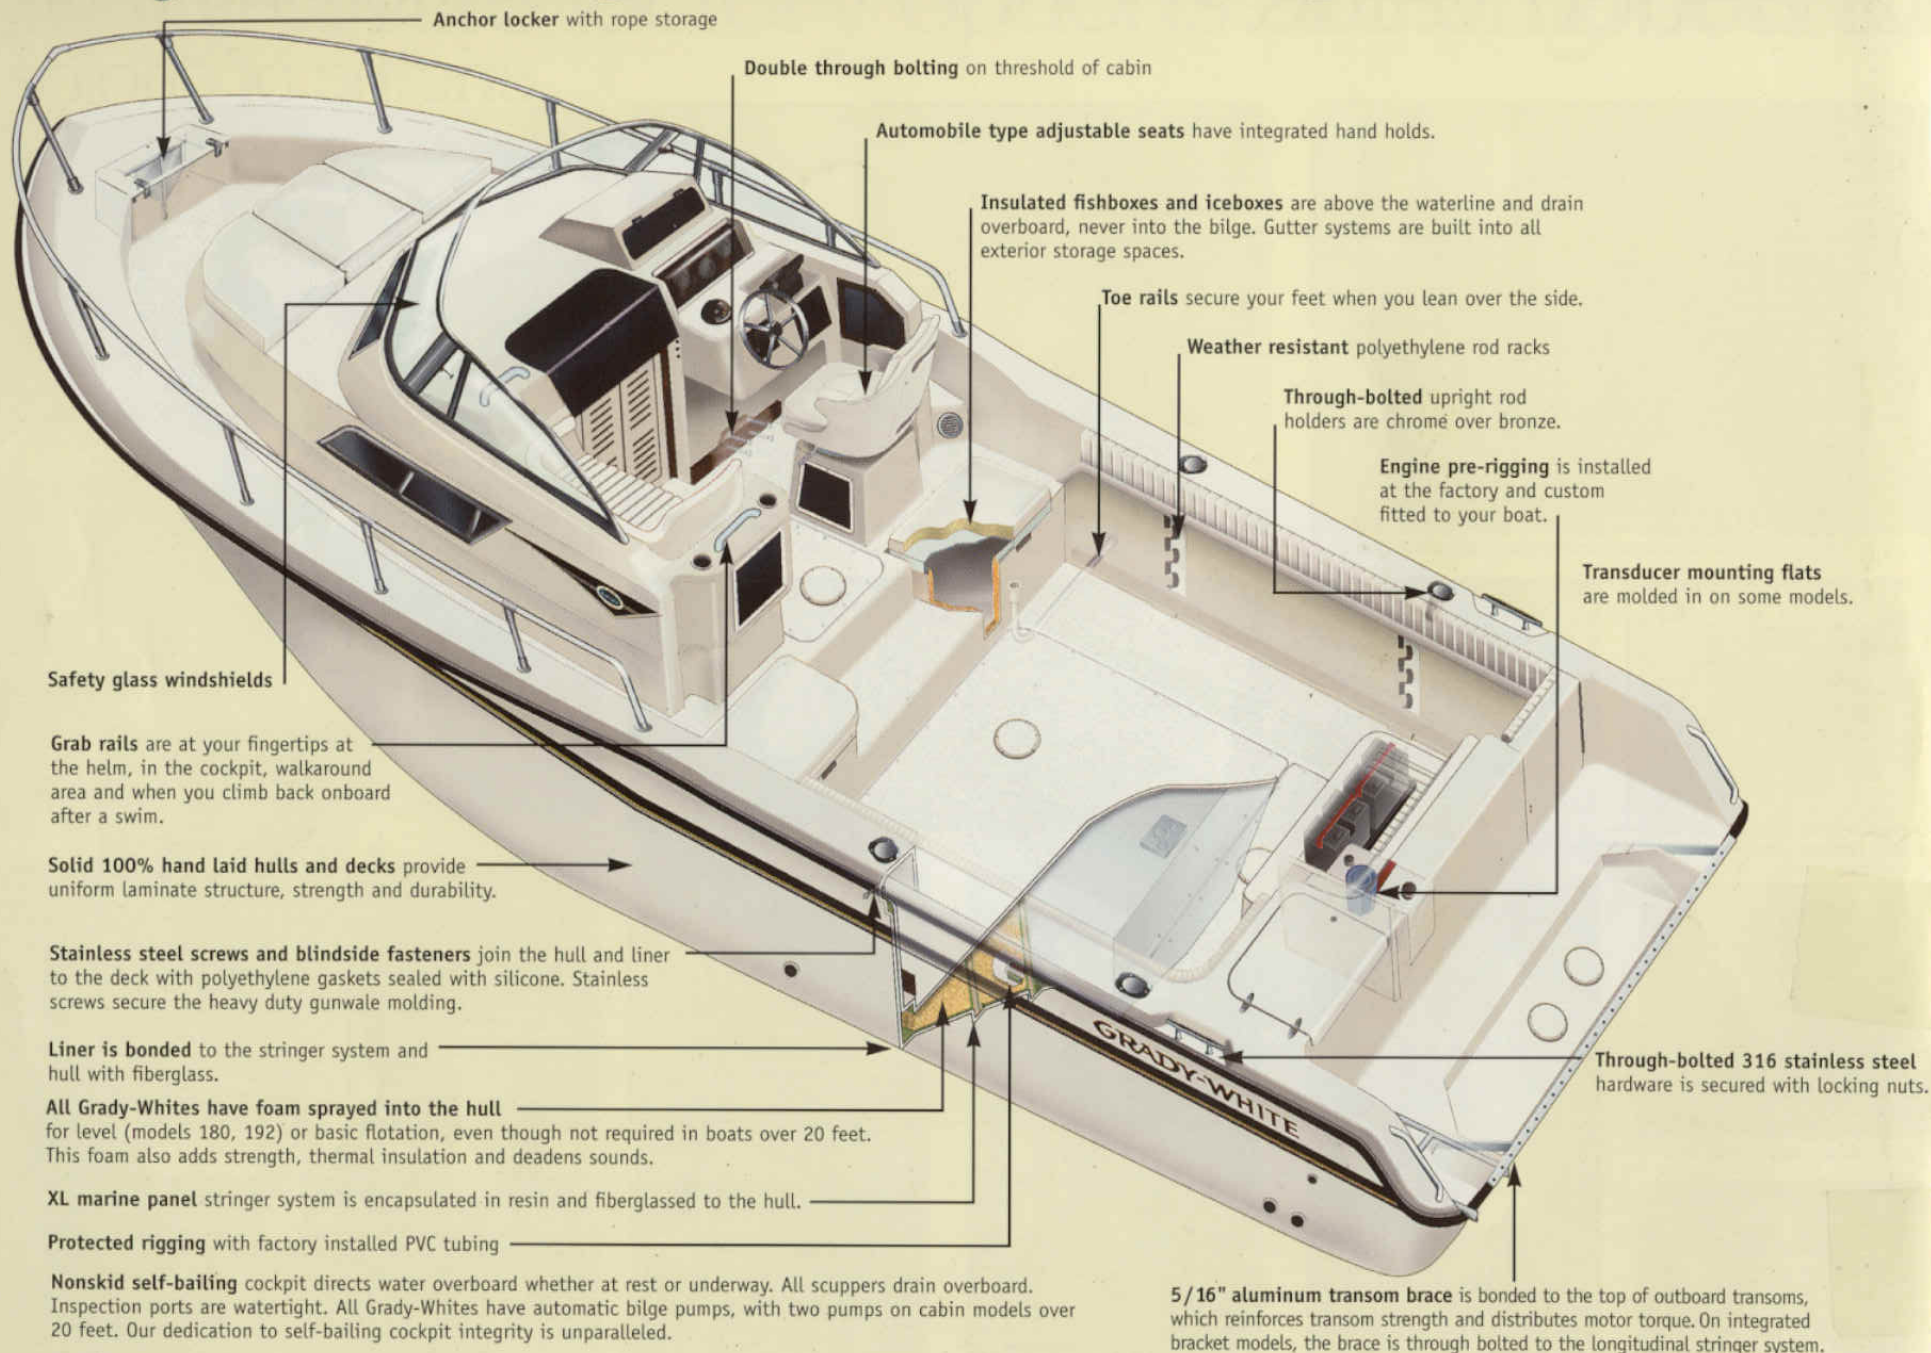 Anchor locker with rope storage
Double through bolting on threshold of cabin
Automobile type adjustable seats have integrated hand holds.
Insulated fishboxes and iceboxes are above the waterline and drain
overboard, never into the bilge. Gutter systems are built into all
exterior storage spaces.
Toe rails secure your feet when you lean over the side.
Weather resistant polyethylene rod racks
Through-bolted upright rod
holders are chrome over bronze.
Engine pre-rigging is installed
at the factory and custom
fitted to your boat.
Transducer mounting flats
are molded in on some models.
Safety glass windshields
Grab rails are at your fingertips at
the helm, in the cockpit, walkaround
area and when you climb back onboard
after a swim.
Solid 100% hand laid hulls and decks provide
uniform laminate structure, strength and durability.
Stainless steel screws and blindside fasteners join the hull and liner
to the deck with polyethylene gaskets sealed with silicone. Stainless
screws secure the heavy duty gunwale molding.
Liner is bonded to the stringer system and
hull with fiberglass.
GRADY-WHITE
Through-bolted 316 stainless steel
hardware is secured with locking nuts.
All Grady-Whites have foam sprayed into the hull
for level (models 180, 192) or basic flotation, even though not required in boats over 20 feet.
This foam also adds strength, thermal insulation and deadens sounds.
XL marine panel stringer system is encapsulated in resin and fiberglassed to the hull.
Protected rigging with factory installed PVC tubing
Nonskid self-bailing cockpit directs water overboard whether at rest or underway. All scuppers drain overboard.
Inspection ports are watertight. All Grady-Whites have automatic bilge pumps, with two pumps on cabin models over
20 feet. Our dedication to self-bailing cockpit integrity is unparalleled.
5/16" aluminum transom brace is bonded to the top of outboard transoms,
which reinforces transom strength and distributes motor torque. On integrated
bracket models, the brace is through bolted to the longitudinal stringer system.